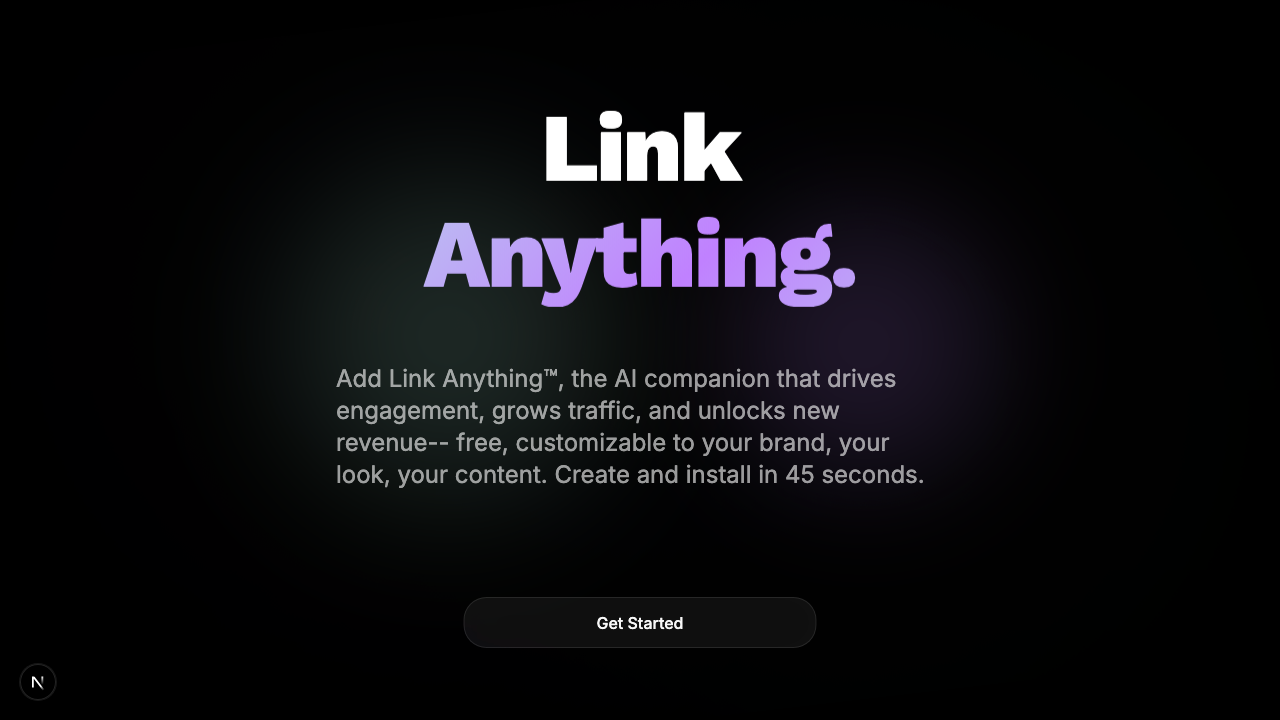 Link
Anything.
Add Link Anything™, the AI companion that drives
engagement, grows traffic, and unlocks new
revenue-- free, customizable to your brand, your
look, your content. Create and install in 45 seconds.
Get Started
N